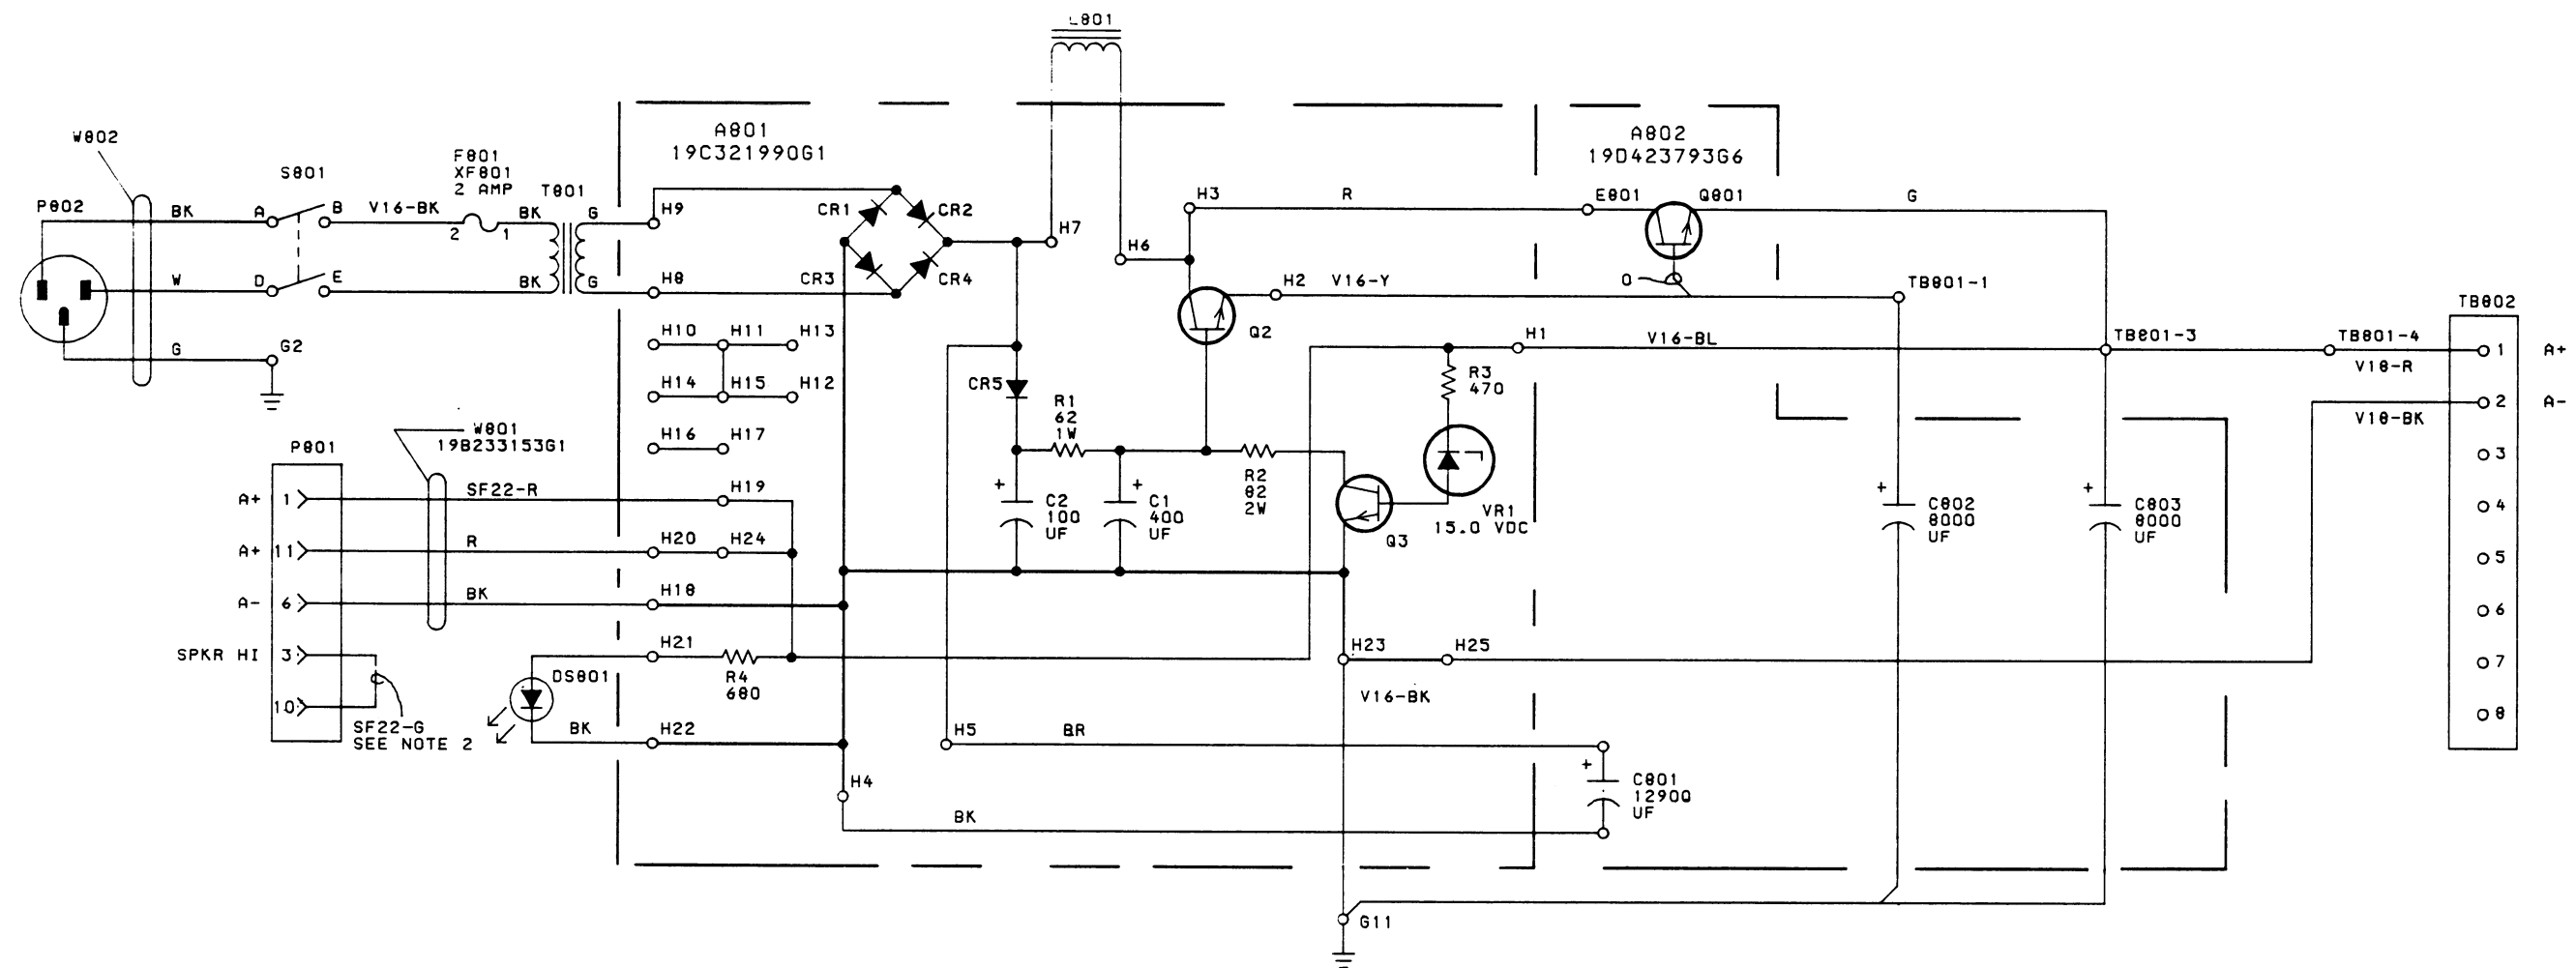 L801
W802
S801
F801
XF801
2 AMP
T801
A801
19C321990G1
A802
19D423793G6
P802
BK
A
B
V16-BK
2
1
BK
G
H9
CR1
CR2
H7
H6
H3
R
E801
Q801
G
W
D
E
BK
G
H8
CR3
CR4
Q2
H2
V16-Y
O
TB801-1
TB802
G
G2
H10
H11
H13
H14
H15
H12
H16
H17
CR5
R1
62
1W
H1
V16-BL
R3
470
TB801-3
TB801-4
V18-R
1
A+
2
A-
V18-BK
3
4
5
6
7
8
W801
19B233153G1
P801
A+
1
SF22-R
H19
A+
11
R
H20
H24
A-
6
BK
H18
SPKR HI
3
10
SF22-G
SEE NOTE 2
H21
R4
680
DS801
BK
H22
+
C2
100
UF
+
C1
400
UF
R2
82
2W
Q3
VR1
15.0 VDC
+
C802
8000
UF
+
C803
8000
UF
H23
H25
V16-BK
H5
BR
H4
BK
+
C801
12900
UF
G11